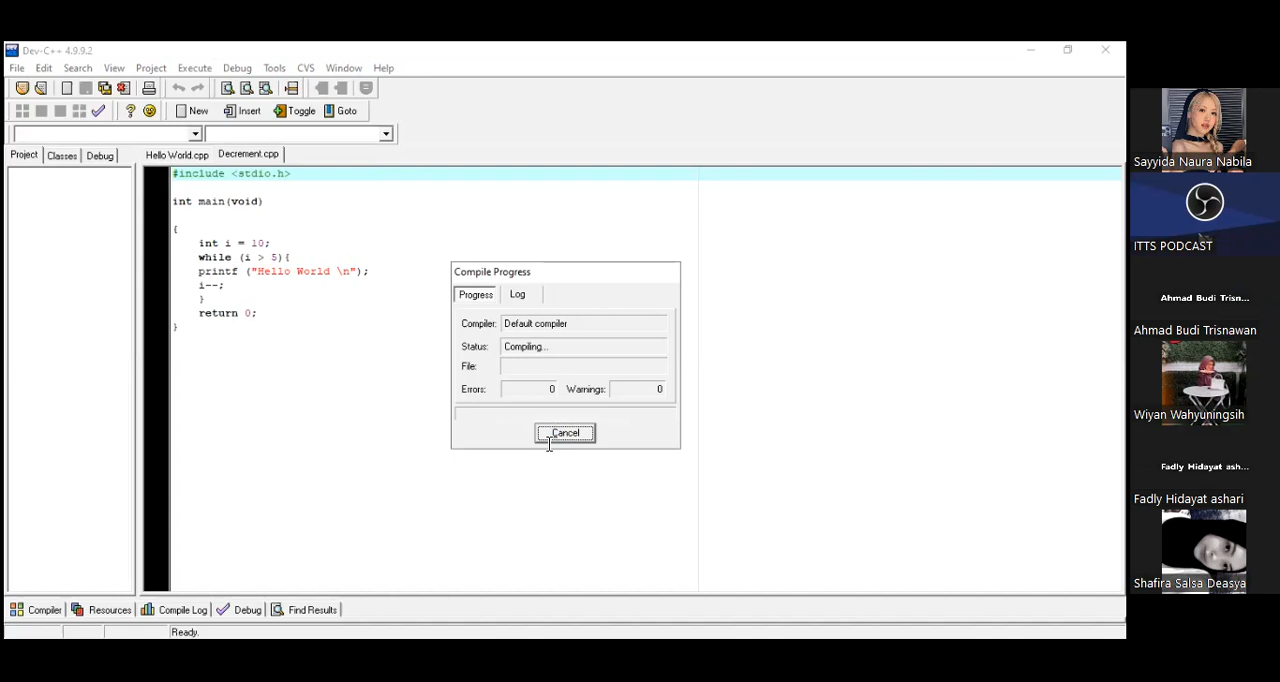 Dev-C++ 4.9.9.2
File Edit Search View Project Execute Debug Tools CVS Window Help
New Insert Toggle Goto
Project Classes Debug Hello World.cpp Decrement.cpp
#include <stdio.h>
int main(void)
{
int i = 10;
while (i > 5){
printf ("Hello World \n");
i--;
}
return 0;
}
Compile Progress
Progress Log
Compiler: Default compiler
Status: Compiling...
File:
Errors: 0 Warnings: 0
Cancel
Compiler Resources Compile Log Debug Find Results
Ready.
Sayyida Naura Nabila
ITTS PODCAST
Ahmad Budi Trisn...
Ahmad Budi Trisnawan
Wiyan Wahyuningsih
Fadly Hidayat ash...
Fadly Hidayat ashari
Shafira Salsa Deasya